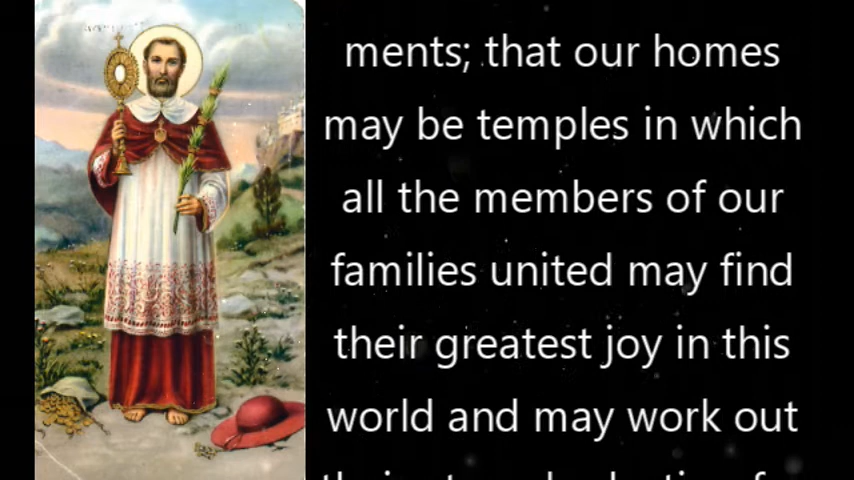 ments; that our homes
may be temples in which
all the members of our
families united may find
their greatest joy in this
world and may work out